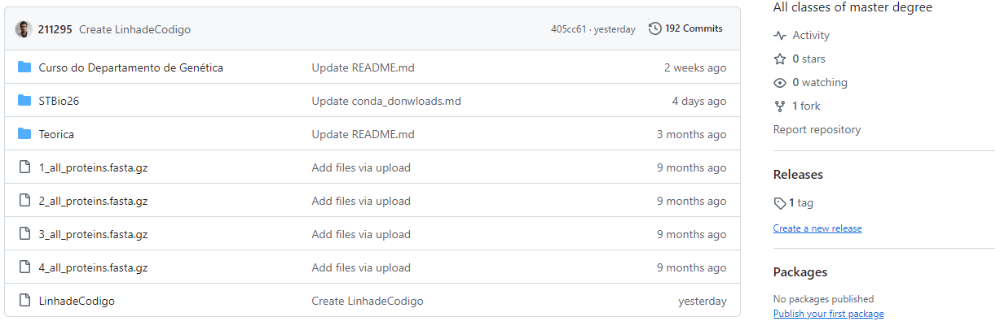 211295 Create LinhadeCodigo 405cc61 · yesterday 192 Commits
Curso do Departamento de Genética Update README.md 2 weeks ago
STBio26 Update conda_donwloads.md 4 days ago
Teorica Update README.md 3 months ago
1_all_proteins.fasta.gz Add files via upload 9 months ago
2_all_proteins.fasta.gz Add files via upload 9 months ago
3_all_proteins.fasta.gz Add files via upload 9 months ago
4_all_proteins.fasta.gz Add files via upload 9 months ago
LinhadeCodigo Create LinhadeCodigo yesterday
All classes of master degree
Activity
0 stars
0 watching
1 fork
Report repository
Releases
1 tag
Create a new release
Packages
No packages published
Publish your first package